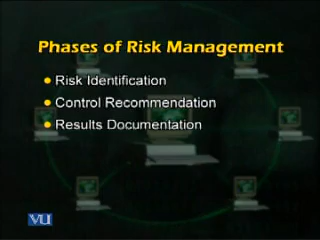 Phases of Risk Management
Risk Identification
Control Recommendation
Results Documentation
VU